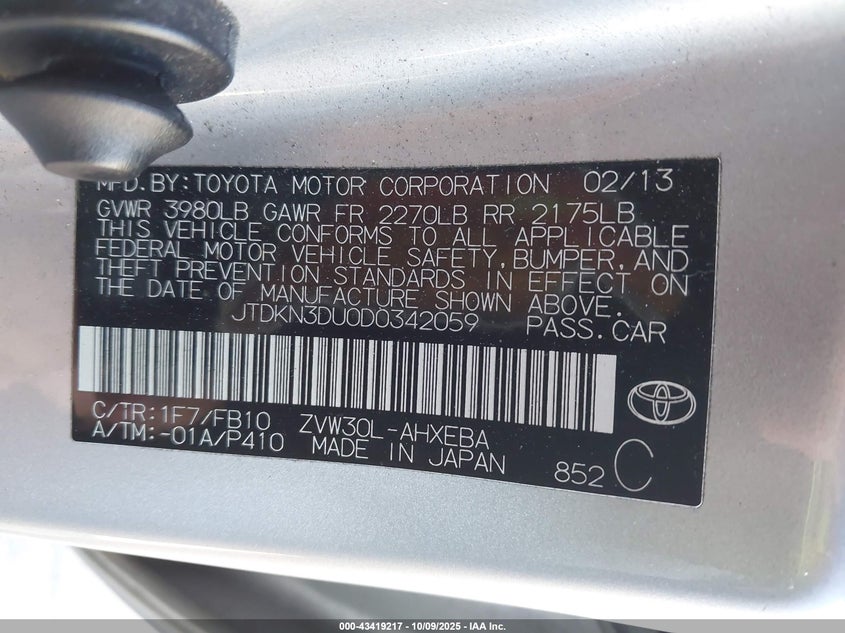 MFD.BY:TOYOTA MOTOR CORPORATION 02/13
GVWR 3980LB GAWR FR 2270LB RR 2175LB
THIS VEHICLE CONFORMS TO ALL APPLICABLE
FEDERAL MOTOR VEHICLE SAFETY,BUMPER,AND
THEFT PREVENTION STANDARDS IN EFFECT ON
THE DATE OF MANUFACTURE SHOWN ABOVE.
JTDKN3DU0D0342059 PASS.CAR
C/TR:1F7/FB10 ZVW30L-AHXEBA
A/TM:-01A/P410 MADE IN JAPAN
852 C
000-43419217 - 10/09/2025 - IAA Inc.